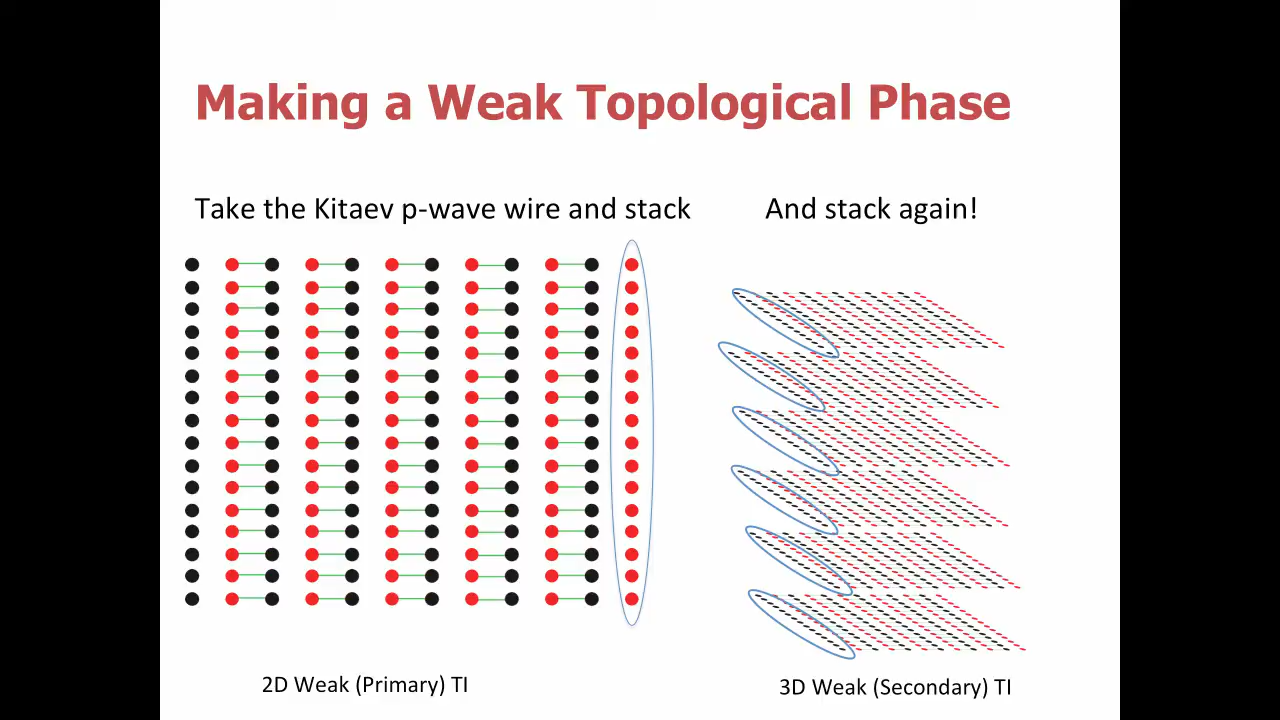 Making a Weak Topological Phase
Take the Kitaev p-wave wire and stack
And stack again!
2D Weak (Primary) TI
3D Weak (Secondary) TI